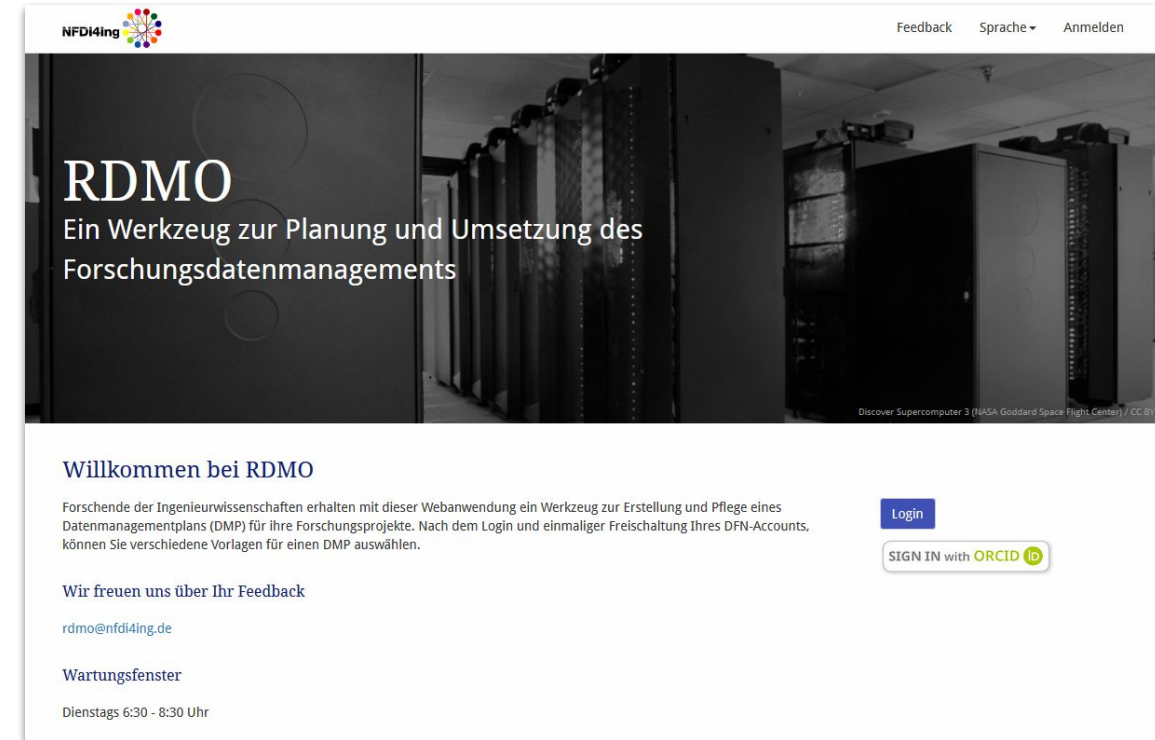 NFDI4ing
Feedback
Sprache
Anmelden
RDMO
Ein Werkzeug zur Planung und Umsetzung des
Forschungsdatenmanagements
Discover Supercomputer 3 (NASA Goddard Space Flight Center) / CC BY
Willkommen bei RDMO
Forschende der Ingenieurwissenschaften erhalten mit dieser Webanwendung ein Werkzeug zur Erstellung und Pflege eines
Datenmanagementplans (DMP) für ihre Forschungsprojekte. Nach dem Login und einmaliger Freischaltung Ihres DFN-Accounts,
können Sie verschiedene Vorlagen für einen DMP auswählen.
Login
SIGN IN with ORCID iD
Wir freuen uns über Ihr Feedback
rdmo@nfdi4ing.de
Wartungsfenster
Dienstags 6:30 - 8:30 Uhr